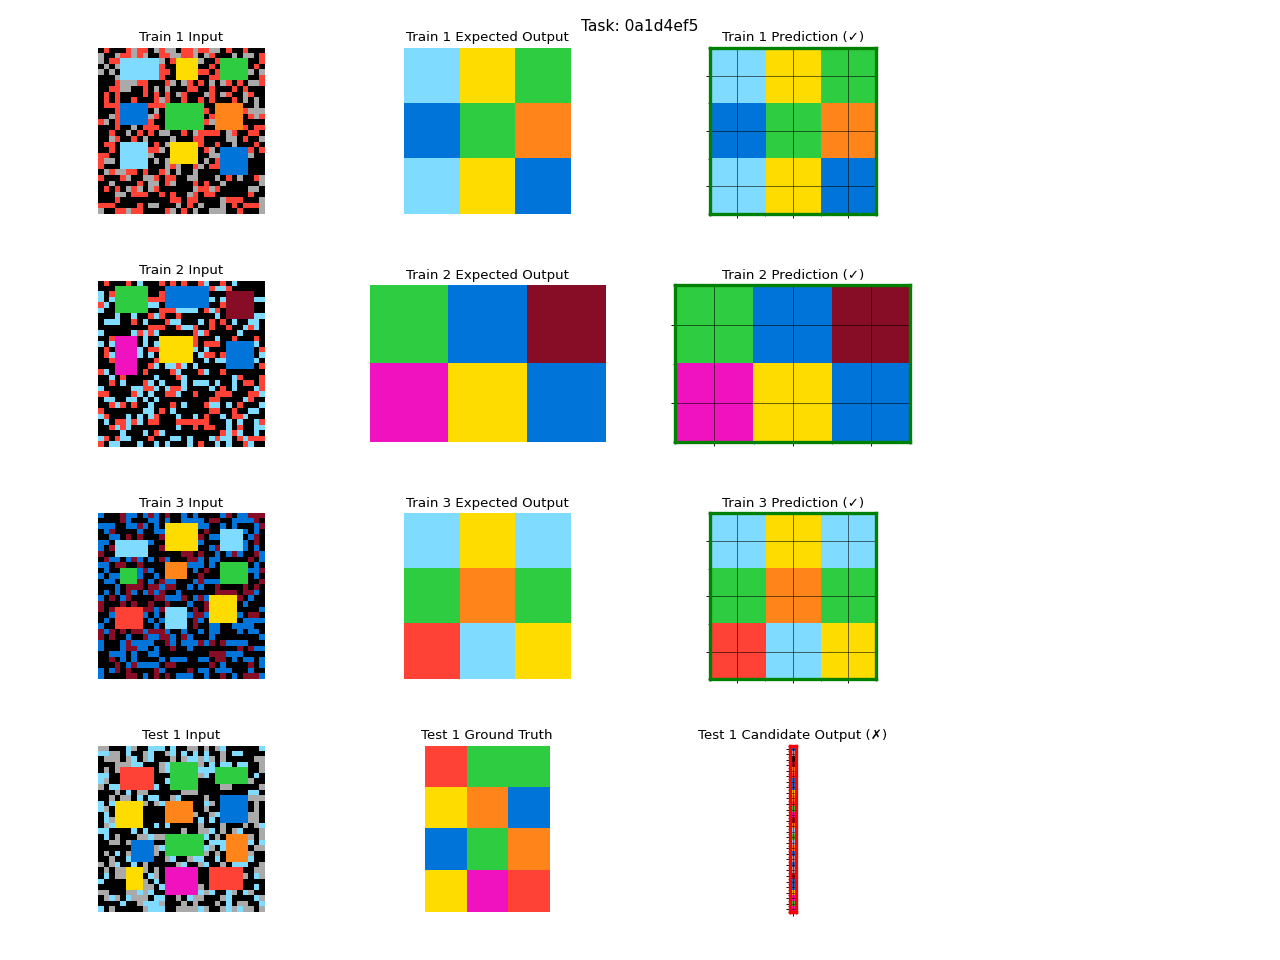 Task: 0a1d4ef5
Train 1 Input
Train 1 Expected Output
Train 1 Prediction (✓)
Train 2 Input
Train 2 Expected Output
Train 2 Prediction (✓)
Train 3 Input
Train 3 Expected Output
Train 3 Prediction (✓)
Test 1 Input
Test 1 Ground Truth
Test 1 Candidate Output (✗)